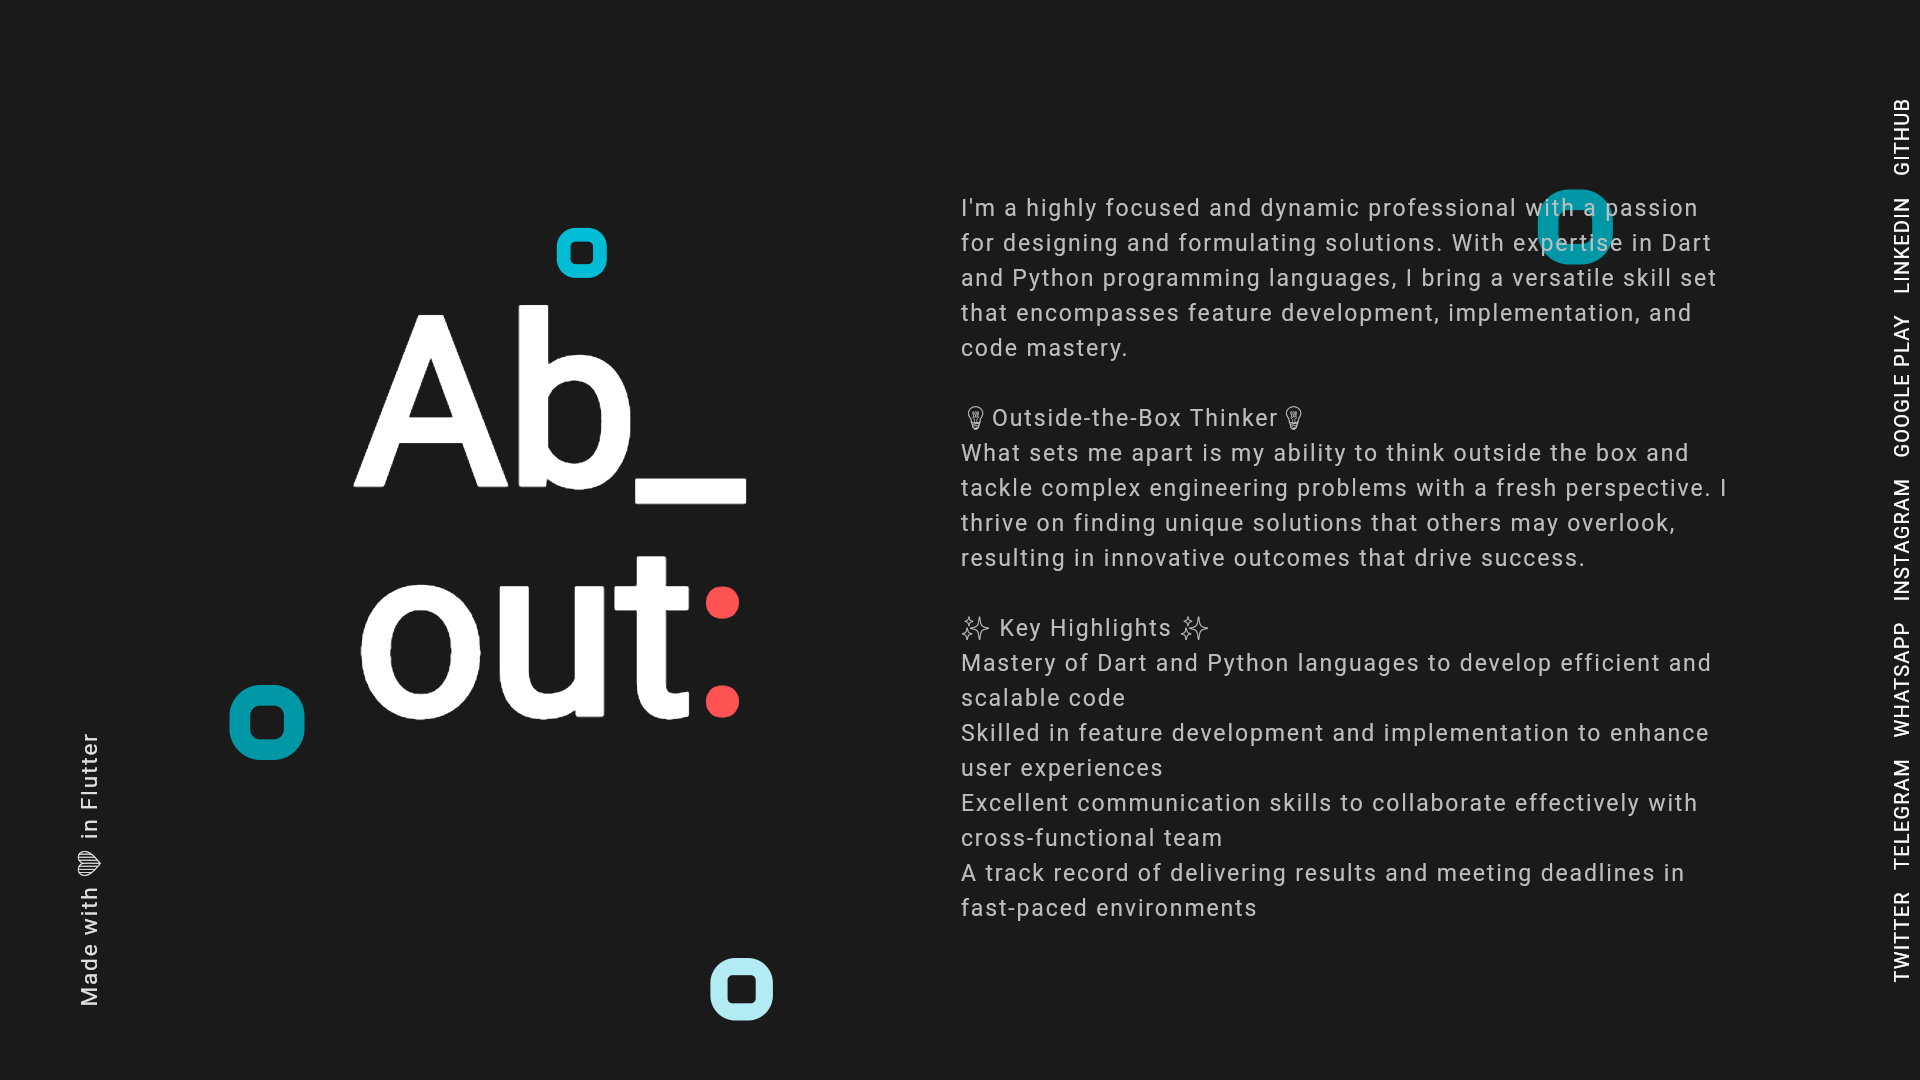 Ab_
out:
I'm a highly focused and dynamic professional with a passion
for designing and formulating solutions. With expertise in Dart
and Python programming languages, I bring a versatile skill set
that encompasses feature development, implementation, and
code mastery.
💡Outside-the-Box Thinker💡
What sets me apart is my ability to think outside the box and
tackle complex engineering problems with a fresh perspective. I
thrive on finding unique solutions that others may overlook,
resulting in innovative outcomes that drive success.
✨ Key Highlights ✨
Mastery of Dart and Python languages to develop efficient and
scalable code
Skilled in feature development and implementation to enhance
user experiences
Excellent communication skills to collaborate effectively with
cross-functional team
A track record of delivering results and meeting deadlines in
fast-paced environments
Made with 🤍 in Flutter
TWITTER TELEGRAM WHATSAPP INSTAGRAM GOOGLE PLAY LINKEDIN GITHUB